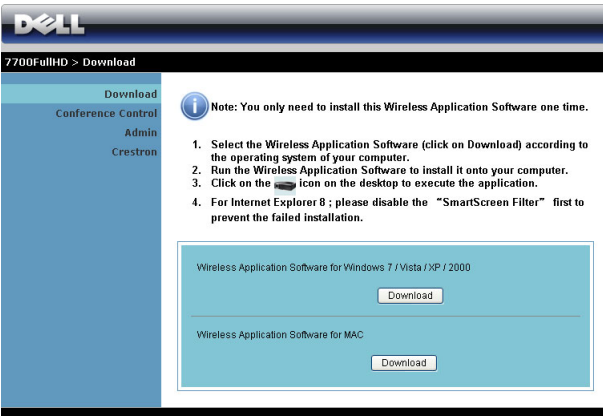 DELL
7700FullHD > Download
Download
Conference Control
Admin
Crestron
Note: You only need to install this Wireless Application Software one time.
1. Select the Wireless Application Software (click on Download) according to
the operating system of your computer.
2. Run the Wireless Application Software to install it onto your computer.
3. Click on the icon on the desktop to execute the application.
4. For Internet Explorer 8 ; please disable the “SmartScreen Filter” first to
prevent the failed installation.
Wireless Application Software for Windows 7 / Vista / XP / 2000
Download
Wireless Application Software for MAC
Download